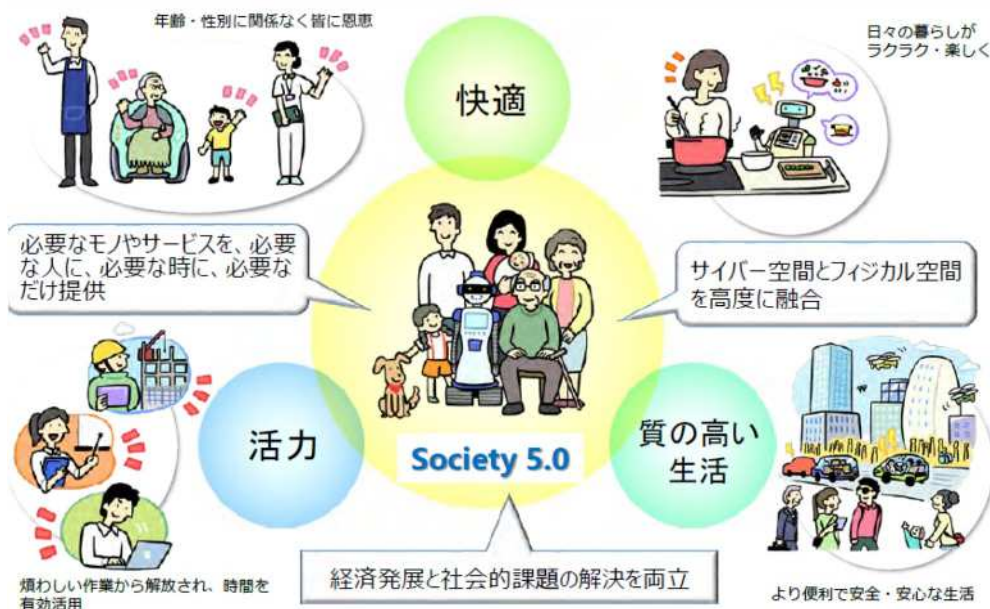 年齢・性別に関係なく皆に恩恵
日々の暮らしが
ラクラク・楽しく
快適
必要なモノやサービスを、必要
な人に、必要な時に、必要な
だけ提供
サイバー空間とフィジカル空間
を高度に融合
活力
質の高い
生活
Society 5.0
経済発展と社会的課題の解決を両立
煩わしい作業から解放され、時間を
有効活用
より便利で安全・安心な生活